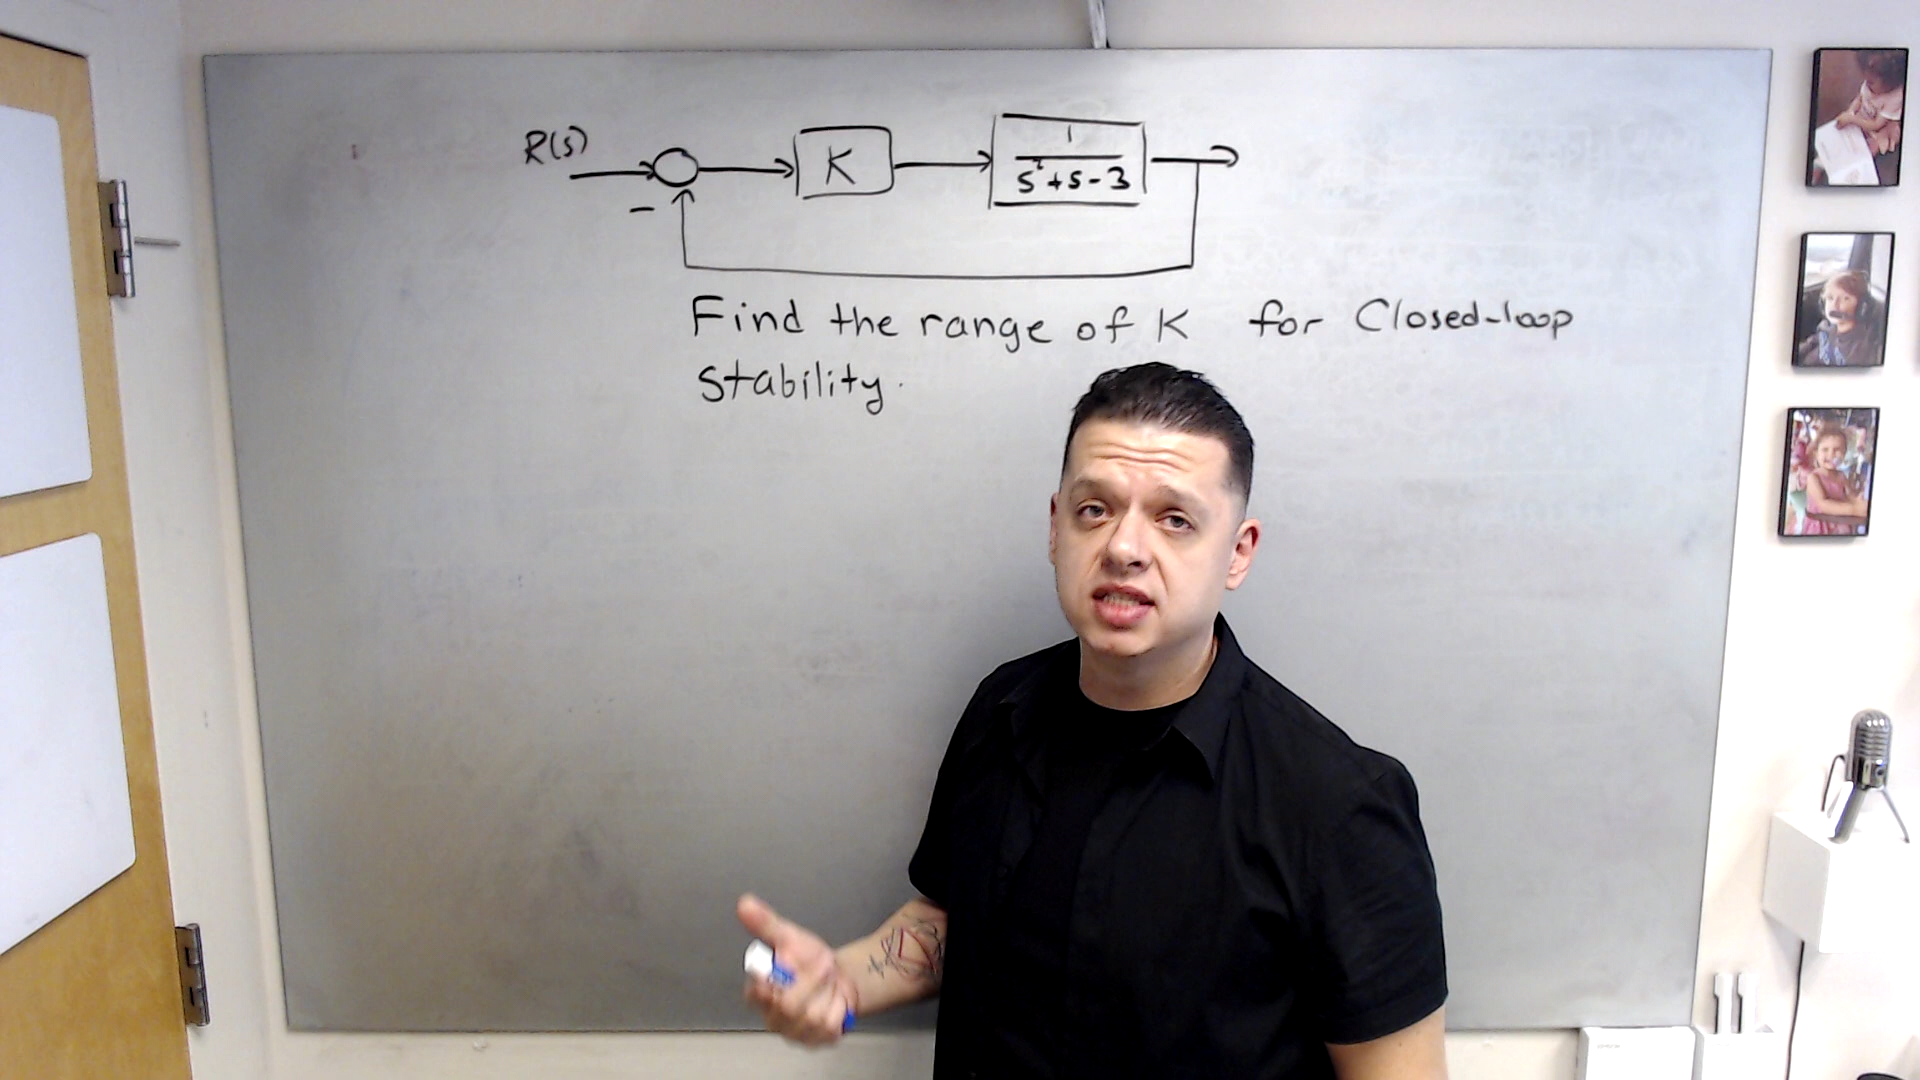 R(s)
K
1
s²+s-3
-
Find the range of K for Closed-loop
stability.